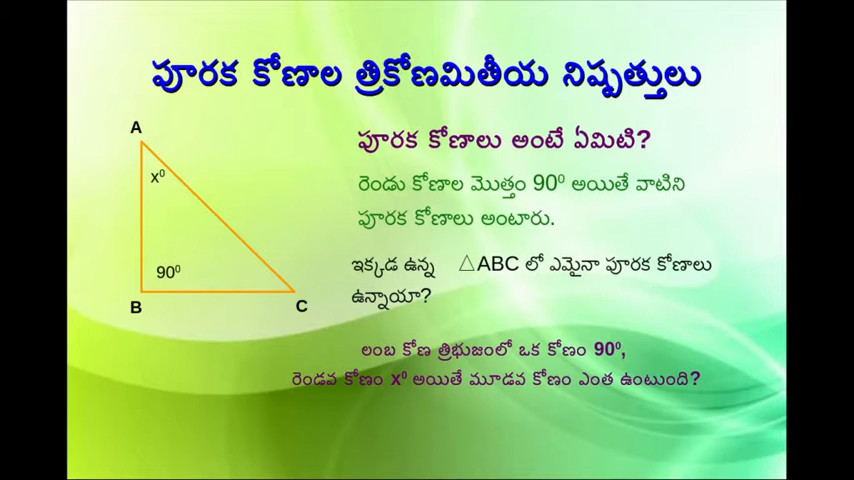 పూరక కోణాల త్రికోణమితీయ నిష్పత్తులు
A
పూరక కోణాలు అంటే ఏమిటి?
x⁰
రెండు కోణాల మొత్తం 90⁰ అయితే వాటిని
పూరక కోణాలు అంటారు.
ఇక్కడ ఉన్న △ABC లో ఎమైనా పూరక కోణాలు
90⁰
ఉన్నాయా?
B
C
లంబ కోణ త్రిభుజంలో ఒక కోణం 90⁰,
రెండవ కోణం x⁰ అయితే మూడవ కోణం ఎంత ఉంటుంది?